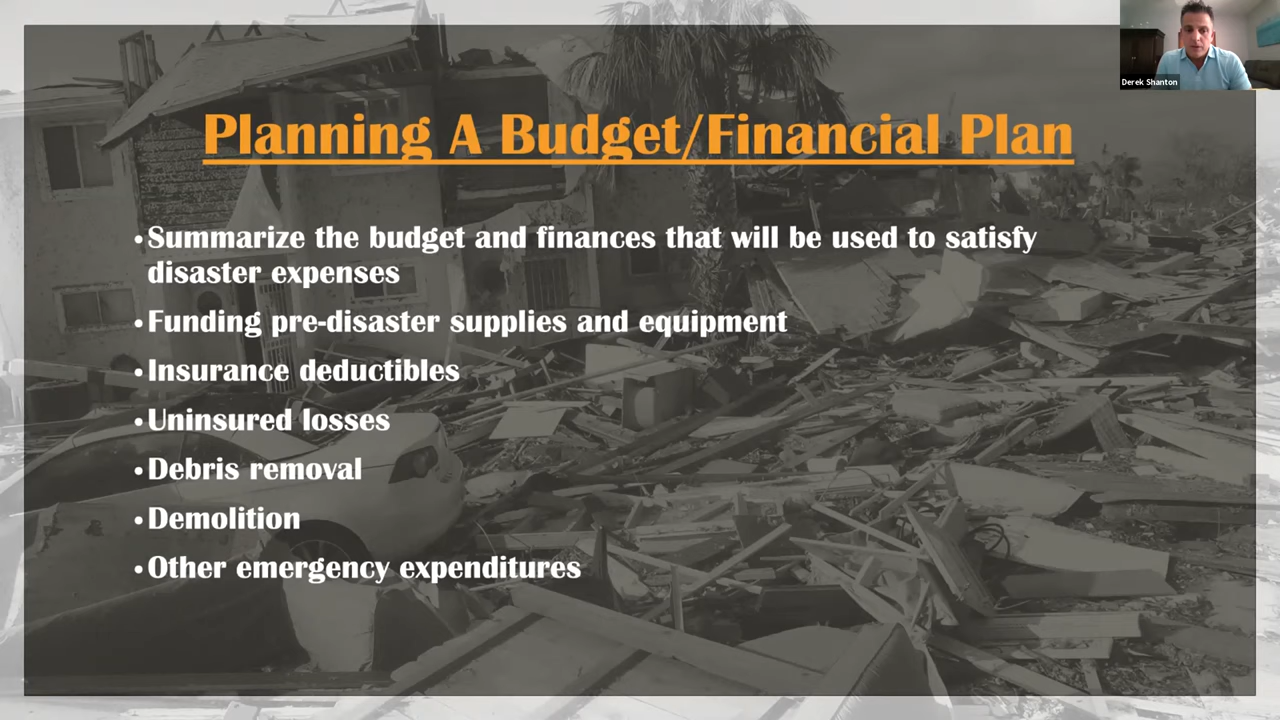 Derek Shanton
Planning A Budget/Financial Plan
•Summarize the budget and finances that will be used to satisfy
disaster expenses
•Funding pre-disaster supplies and equipment
•Insurance deductibles
•Uninsured losses
•Debris removal
•Demolition
•Other emergency expenditures